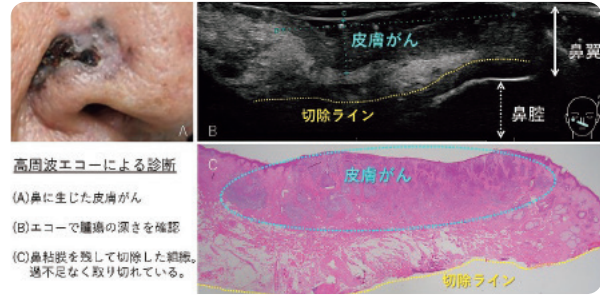 A
皮膚がん
鼻翼
切除ライン
鼻腔
B
高周波エコーによる診断
(A)鼻に生じた皮膚がん
(B)エコーで腫瘍の深さを確認
(C)鼻粘膜を残して切除した組織。
過不足なく取り切れている。
C
皮膚がん
切除ライン